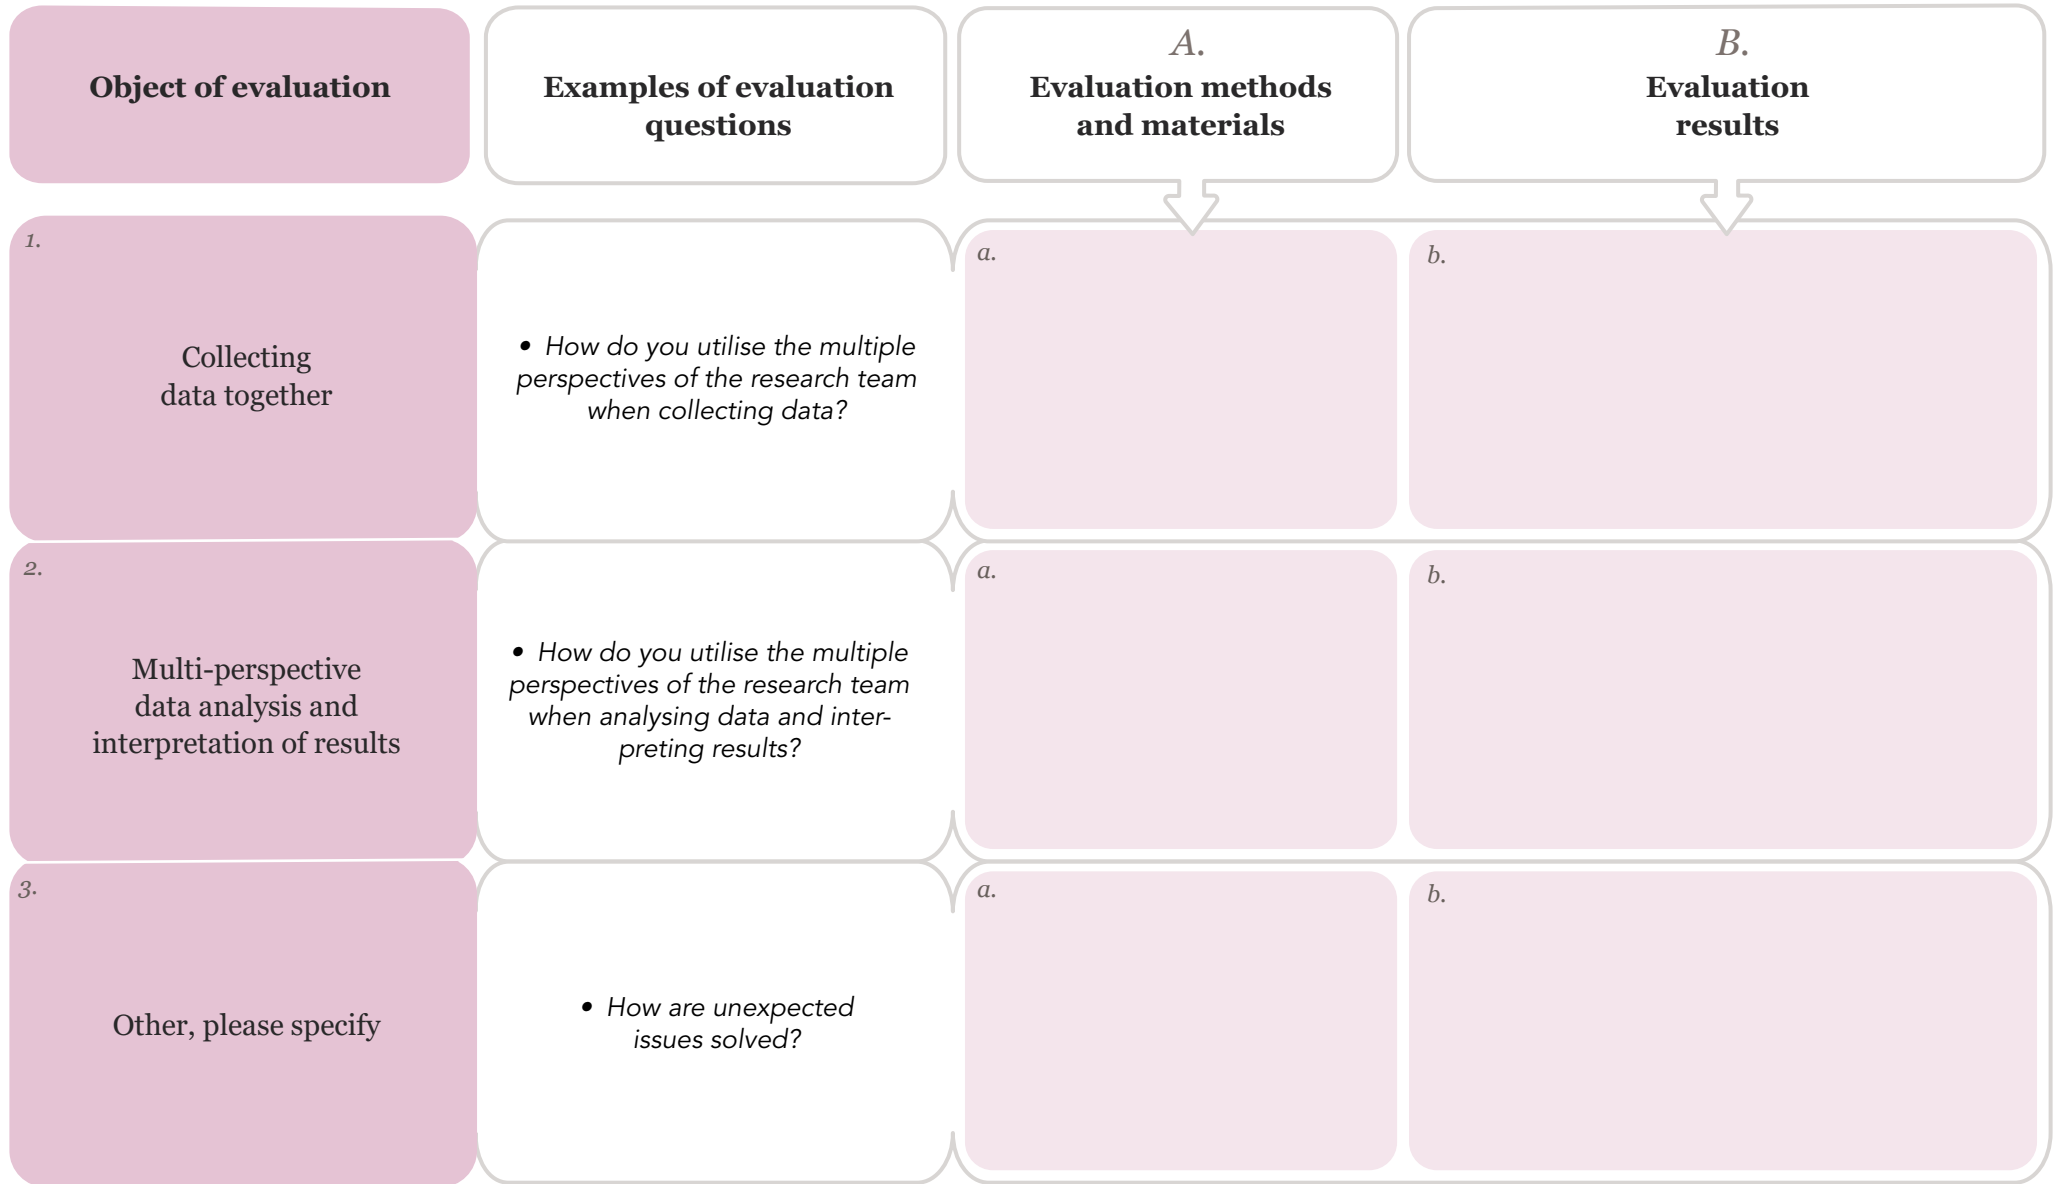 Object of evaluation
Examples of evaluation
questions
A.
Evaluation methods
and materials
B.
Evaluation
results
1.
Collecting
data together
• How do you utilise the multiple
perspectives of the research team
when collecting data?
a.
b.
2.
Multi-perspective
data analysis and
interpretation of results
• How do you utilise the multiple
perspectives of the research team
when analysing data and inter-
preting results?
a.
b.
3.
Other, please specify
• How are unexpected
issues solved?
a.
b.